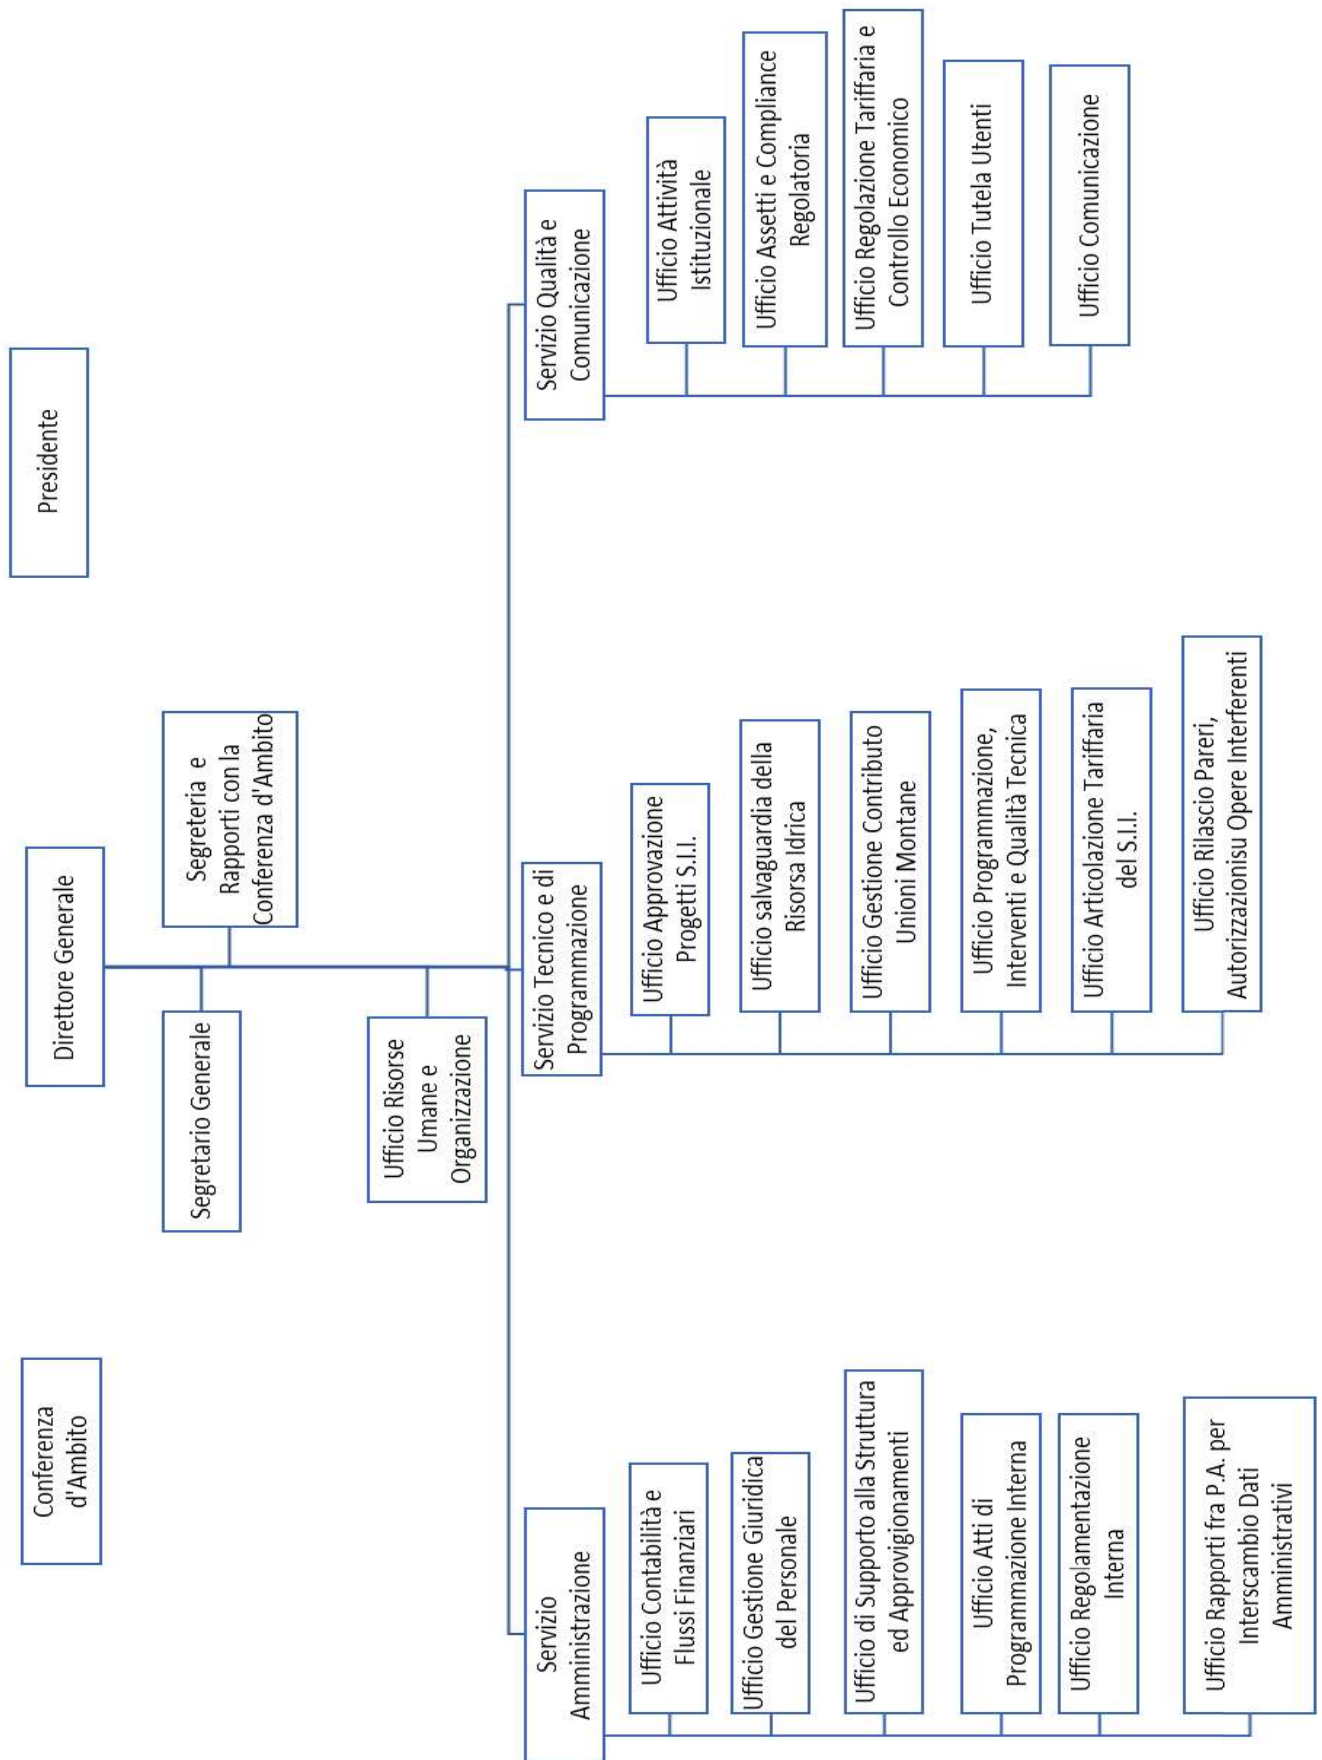 Conferenza
d'Ambito
Direttore Generale
Presidente
Segretario Generale
Segreteria e
Rapporti con la
Conferenza d'Ambito
Ufficio Risorse
Umane e
Organizzazione
Servizio
Amministrazione
Ufficio Contabilità e
Flussi Finanziari
Ufficio Gestione Giuridica
del Personale
Ufficio di Supporto alla Struttura
ed Approvigionamenti
Ufficio Atti di
Programmazione Interna
Ufficio Regolamentazione
Interna
Ufficio Rapporti fra P.A. per
Interscambio Dati
Amministrativi
Servizio Tecnico e di
Programmazione
Ufficio Approvazione
Progetti S.I.I.
Ufficio salvaguardia della
Risorsa Idrica
Ufficio Gestione Contributo
Unioni Montane
Ufficio Programmazione,
Interventi e Qualità Tecnica
Ufficio Articolazione Tariffaria
del S.I.I.
Ufficio Rilascio Pareri,
Autorizzazionisu Opere Interferenti
Servizio Qualità e
Comunicazione
Ufficio Attività
Istituzionale
Ufficio Assetti e Compliance
Regolatoria
Ufficio Regolazione Tariffaria e
Controllo Economico
Ufficio Tutela Utenti
Ufficio Comunicazione